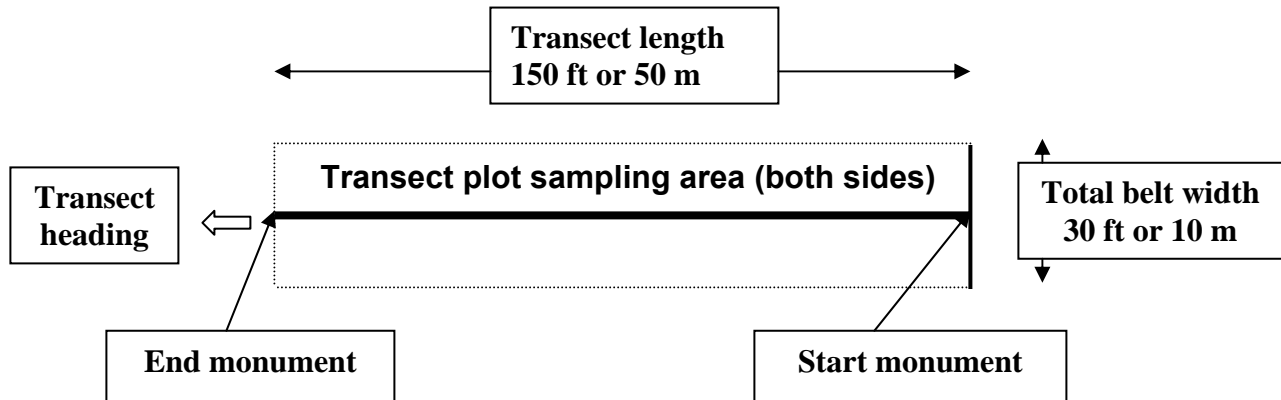 Transect length
150 ft or 50 m
Transect plot sampling area (both sides)
Transect
heading
Total belt width
30 ft or 10 m
End monument
Start monument